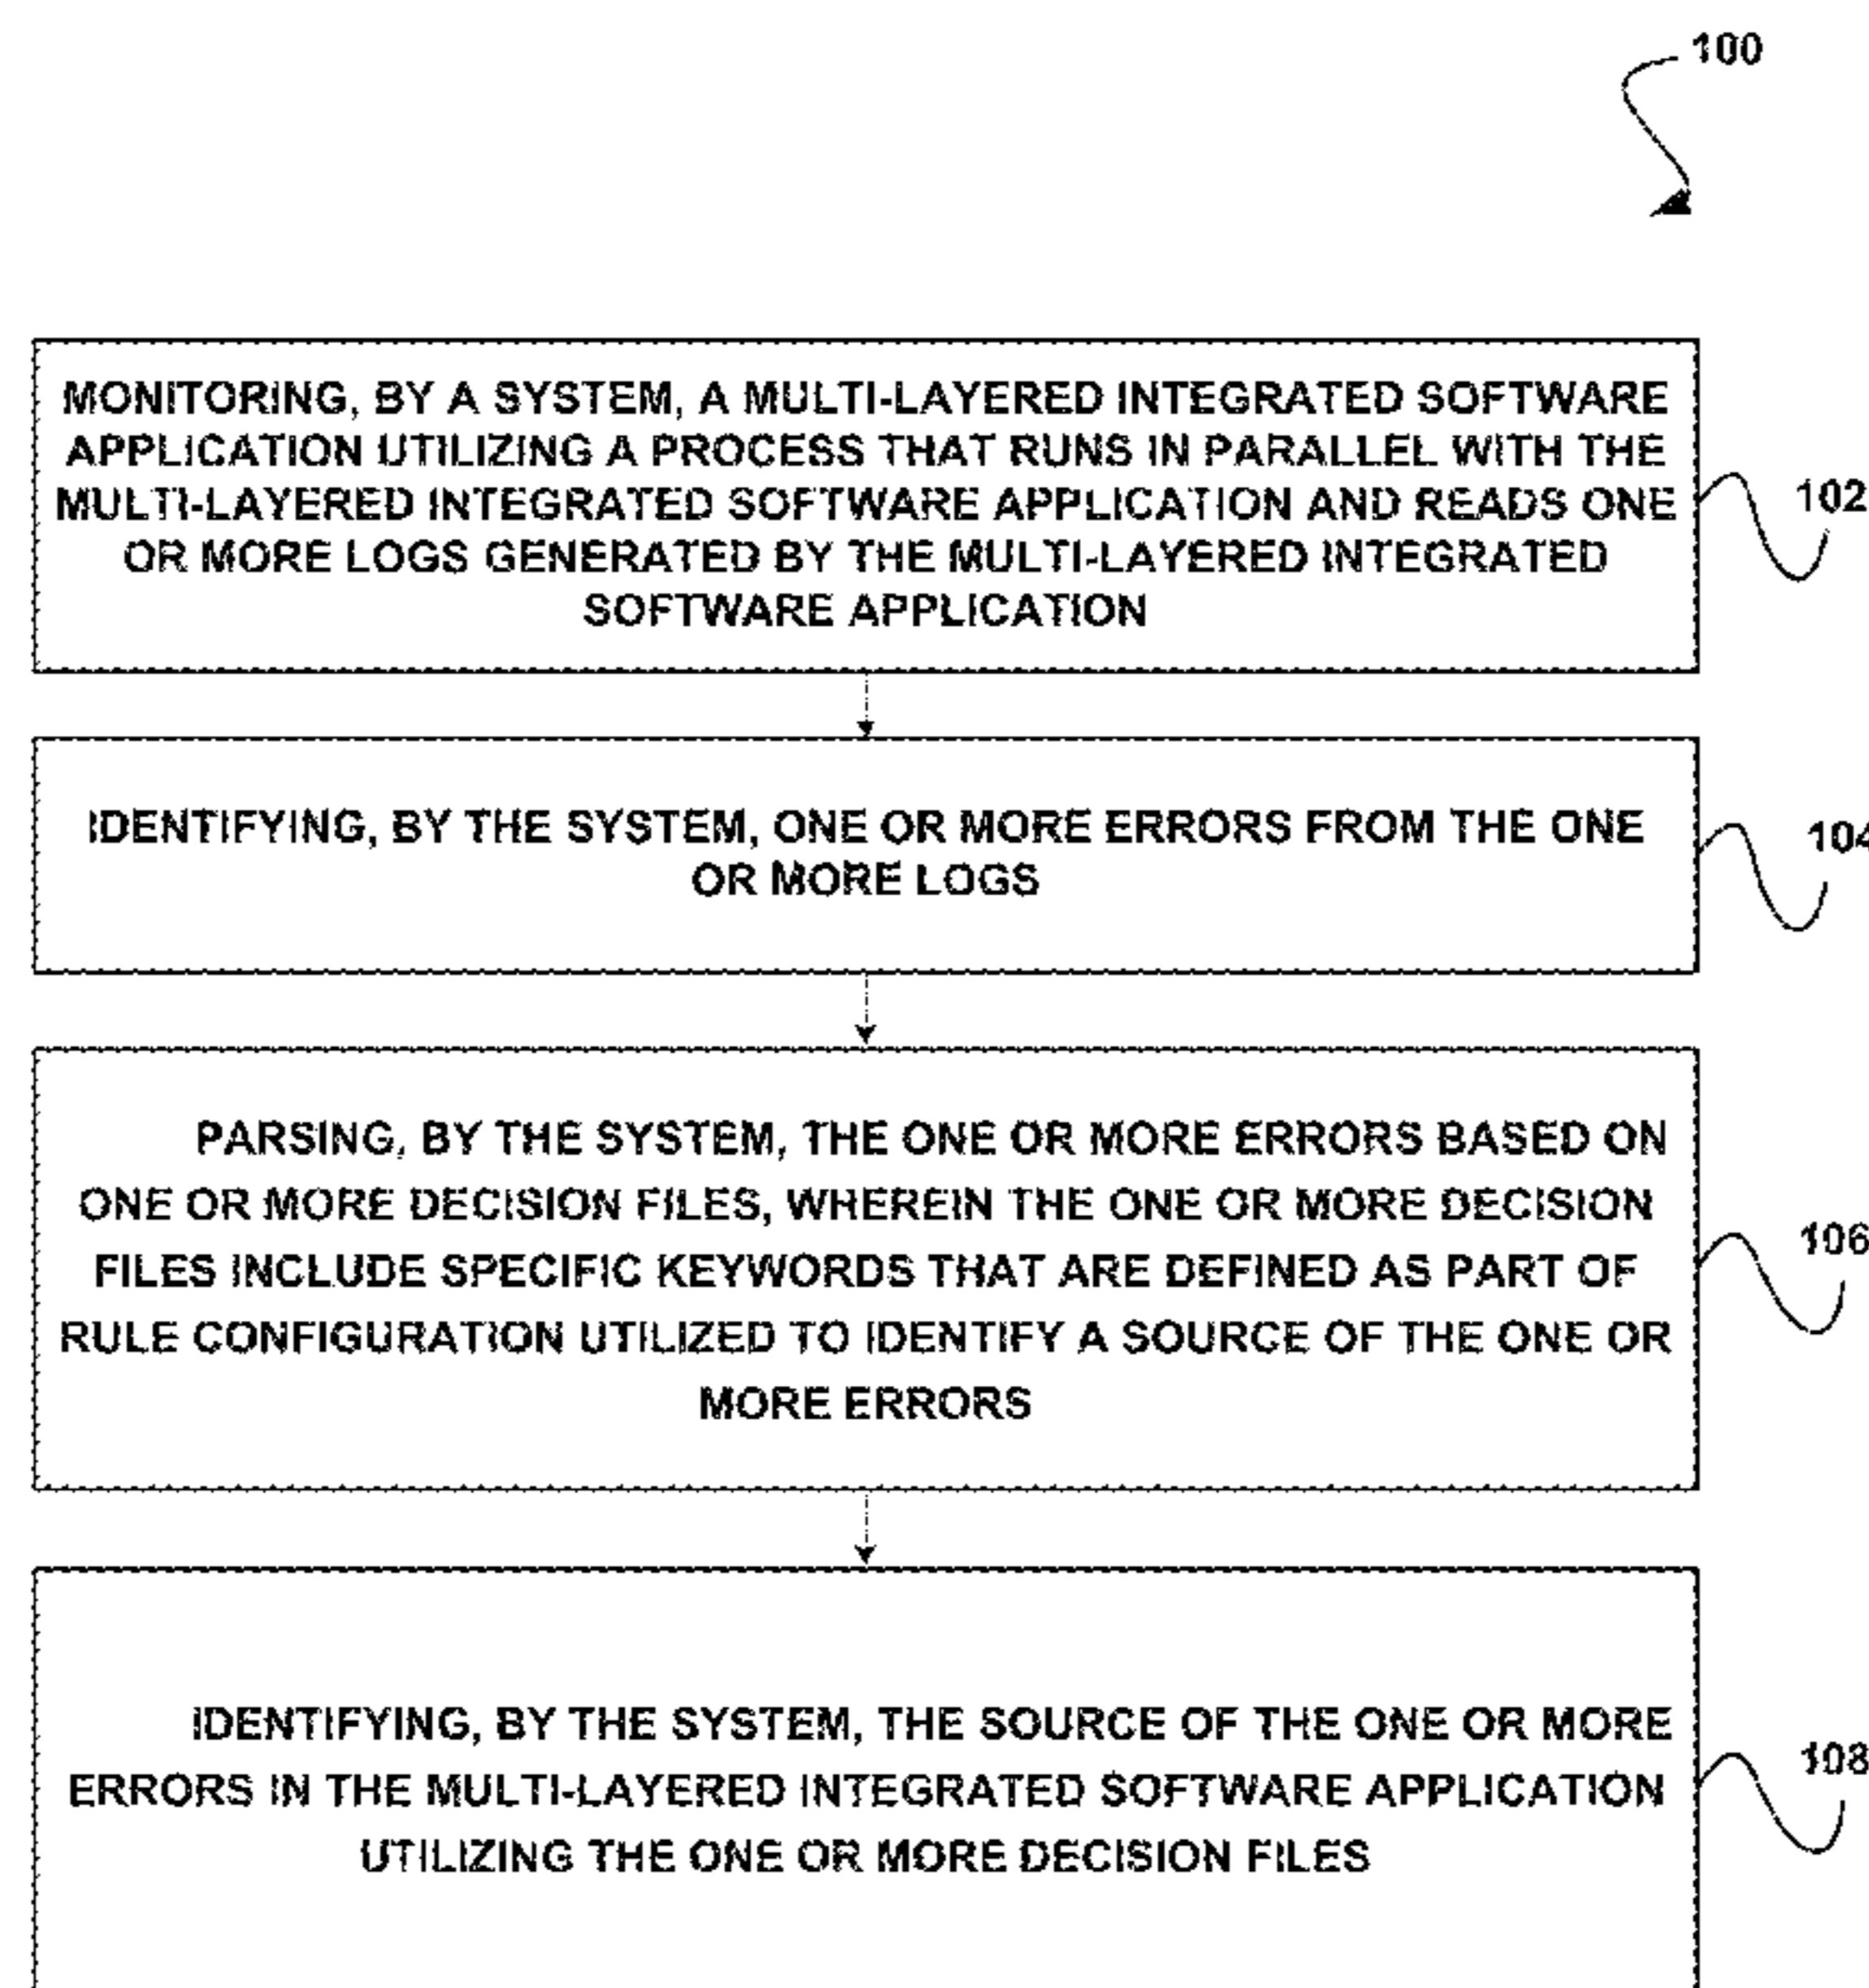 100
MONITORING, BY A SYSTEM, A MULTI-LAYERED INTEGRATED SOFTWARE
APPLICATION UTILIZING A PROCESS THAT RUNS IN PARALLEL WITH THE
MULTI-LAYERED INTEGRATED SOFTWARE APPLICATION AND READS ONE
OR MORE LOGS GENERATED BY THE MULTI-LAYERED INTEGRATED
SOFTWARE APPLICATION
102
IDENTIFYING, BY THE SYSTEM, ONE OR MORE ERRORS FROM THE ONE
OR MORE LOGS
104
PARSING, BY THE SYSTEM, THE ONE OR MORE ERRORS BASED ON
ONE OR MORE DECISION FILES, WHEREIN THE ONE OR MORE DECISION
FILES INCLUDE SPECIFIC KEYWORDS THAT ARE DEFINED AS PART OF
RULE CONFIGURATION UTILIZED TO IDENTIFY A SOURCE OF THE ONE OR
MORE ERRORS
106
IDENTIFYING, BY THE SYSTEM, THE SOURCE OF THE ONE OR MORE
ERRORS IN THE MULTI-LAYERED INTEGRATED SOFTWARE APPLICATION
UTILIZING THE ONE OR MORE DECISION FILES
108